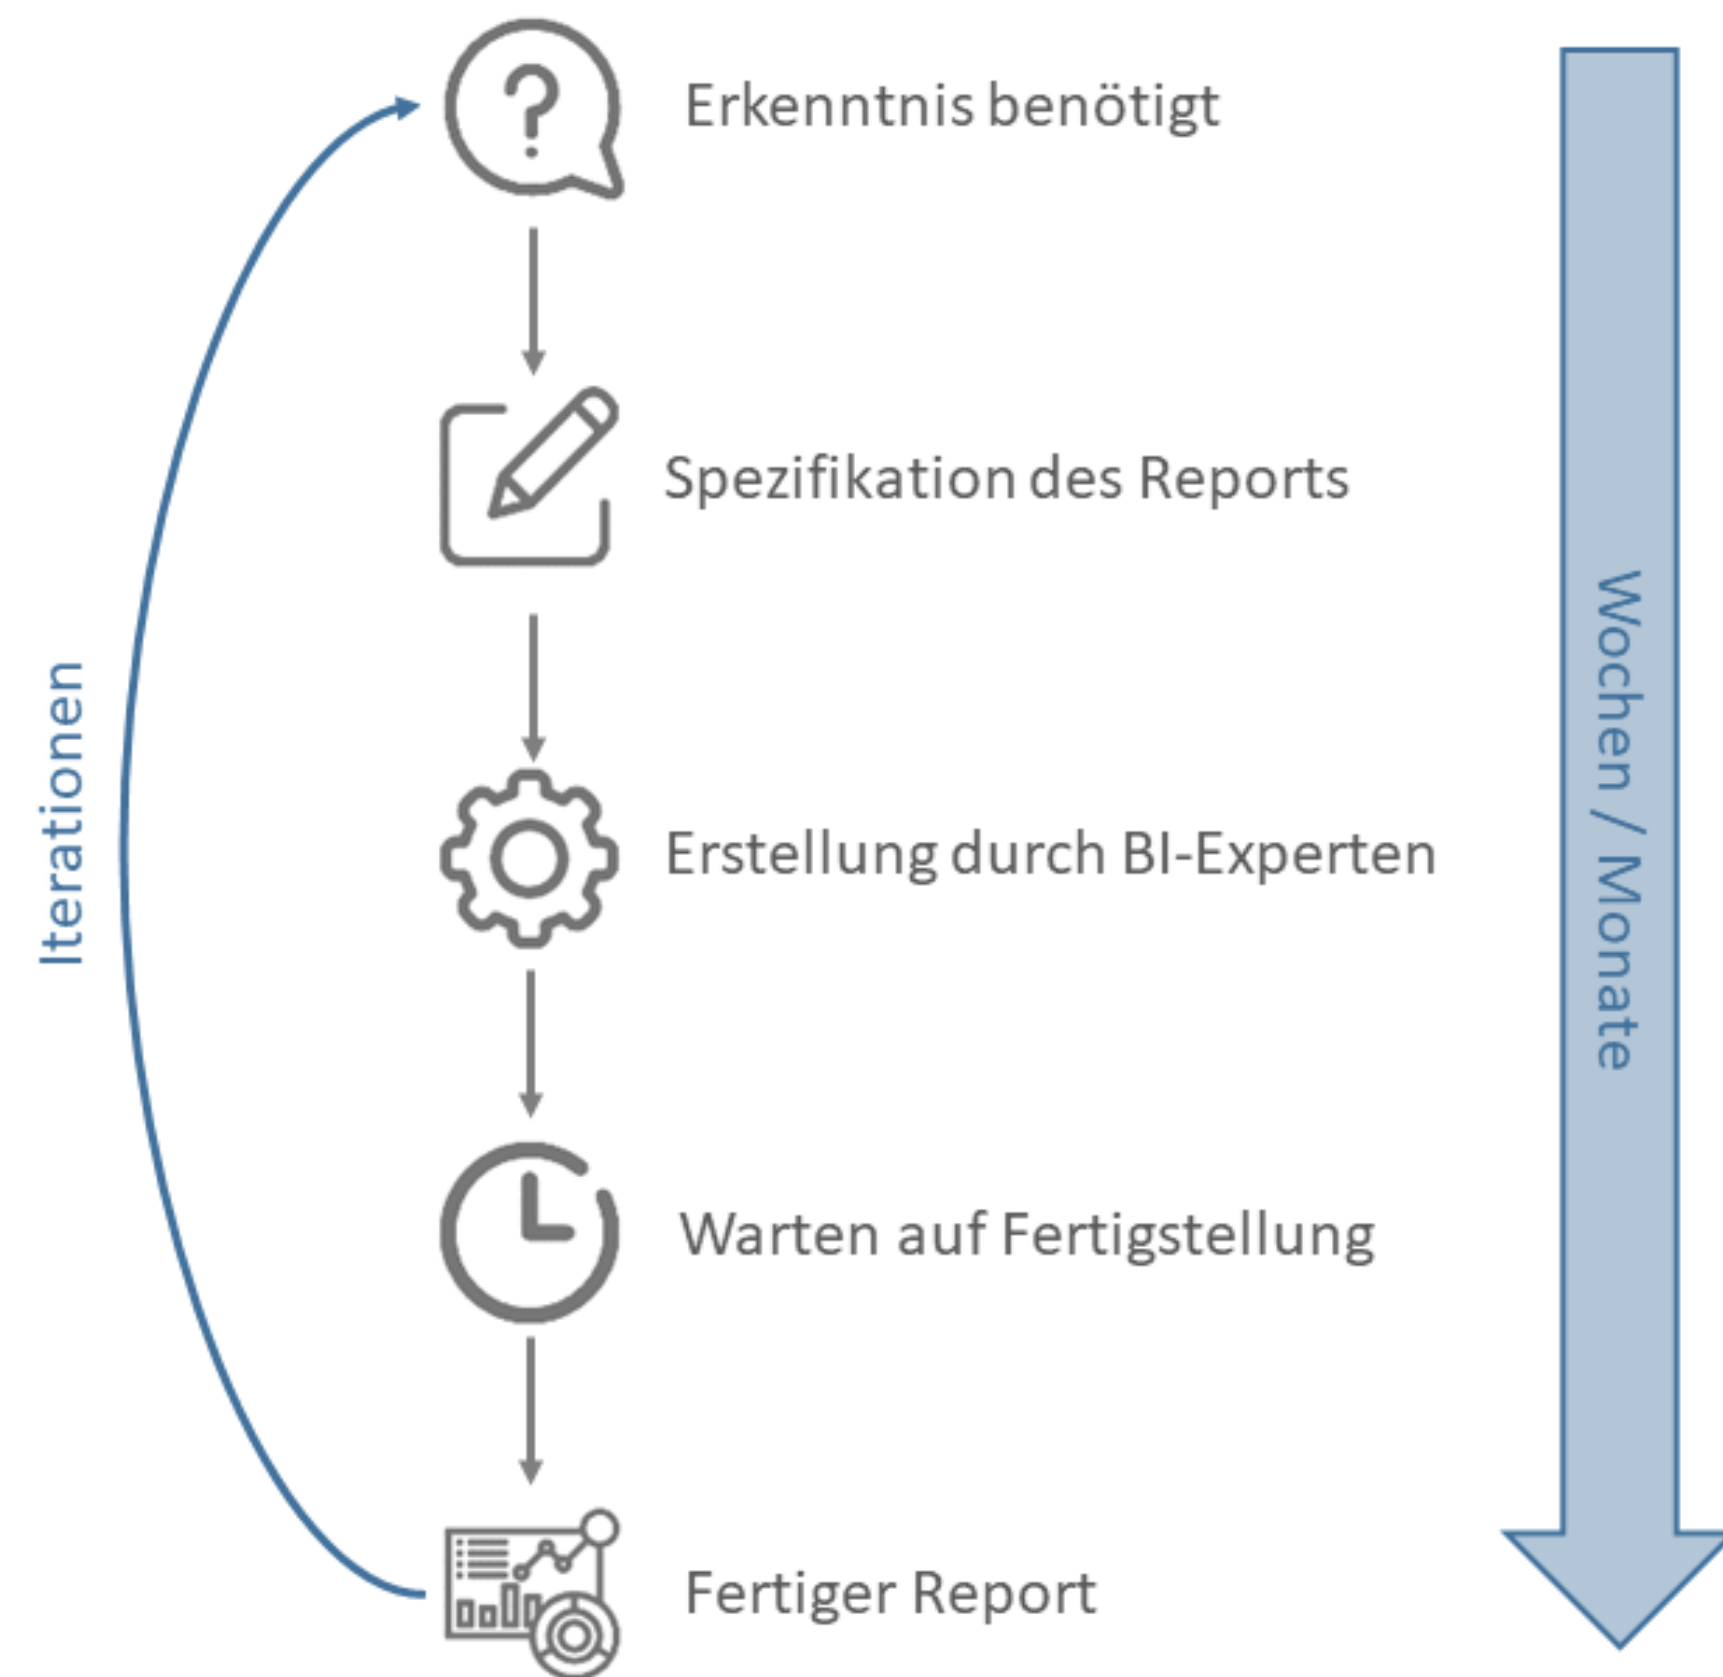 Erkenntnis benötigt
Spezifikation des Reports
Erstellung durch BI-Experten
Warten auf Fertigstellung
Fertiger Report
Iterationen
Wochen / Monate